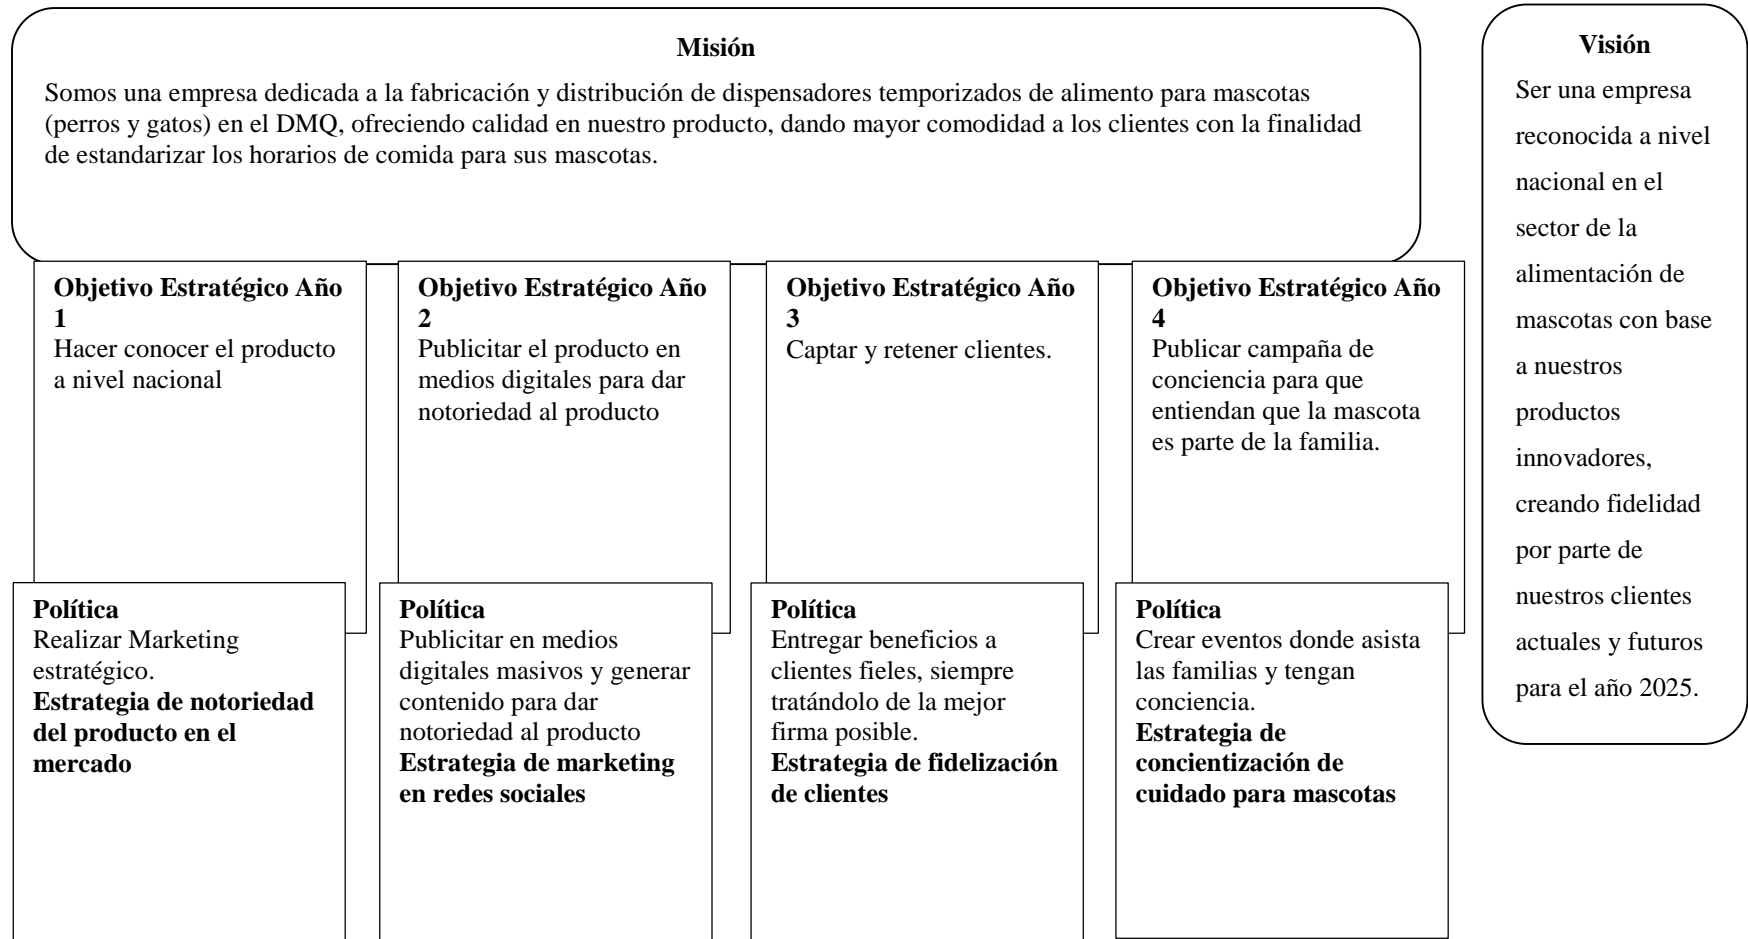 Misión
Somos una empresa dedicada a la fabricación y distribución de dispensadores temporizados de alimento para mascotas
(perros y gatos) en el DMQ, ofreciendo calidad en nuestro producto, dando mayor comodidad a los clientes con la finalidad
de estandarizar los horarios de comida para sus mascotas.
Objetivo Estratégico Año
1
Hacer conocer el producto
a nivel nacional
Objetivo Estratégico Año
2
Publicitar el producto en
medios digitales para dar
notoriedad al producto
Objetivo Estratégico Año
3
Captar y retener clientes.
Objetivo Estratégico Año
4
Publicar campaña de
conciencia para que
entiendan que la mascota
es parte de la familia.
Política
Realizar Marketing
estratégico.
Estrategia de notoriedad
del producto en el
mercado
Política
Publicitar en medios
digitales masivos y generar
contenido para dar
notoriedad al producto
Estrategia de marketing
en redes sociales
Política
Entregar beneficios a
clientes fieles, siempre
tratándolo de la mejor
firma posible.
Estrategia de fidelización
de clientes
Política
Crear eventos donde asista
las familias y tengan
conciencia.
Estrategia de
concientización de
cuidado para mascotas
Visión
Ser una empresa
reconocida a nivel
nacional en el
sector de la
alimentación de
mascotas con base
a nuestros
productos
innovadores,
creando fidelidad
por parte de
nuestros clientes
actuales y futuros
para el año 2025.